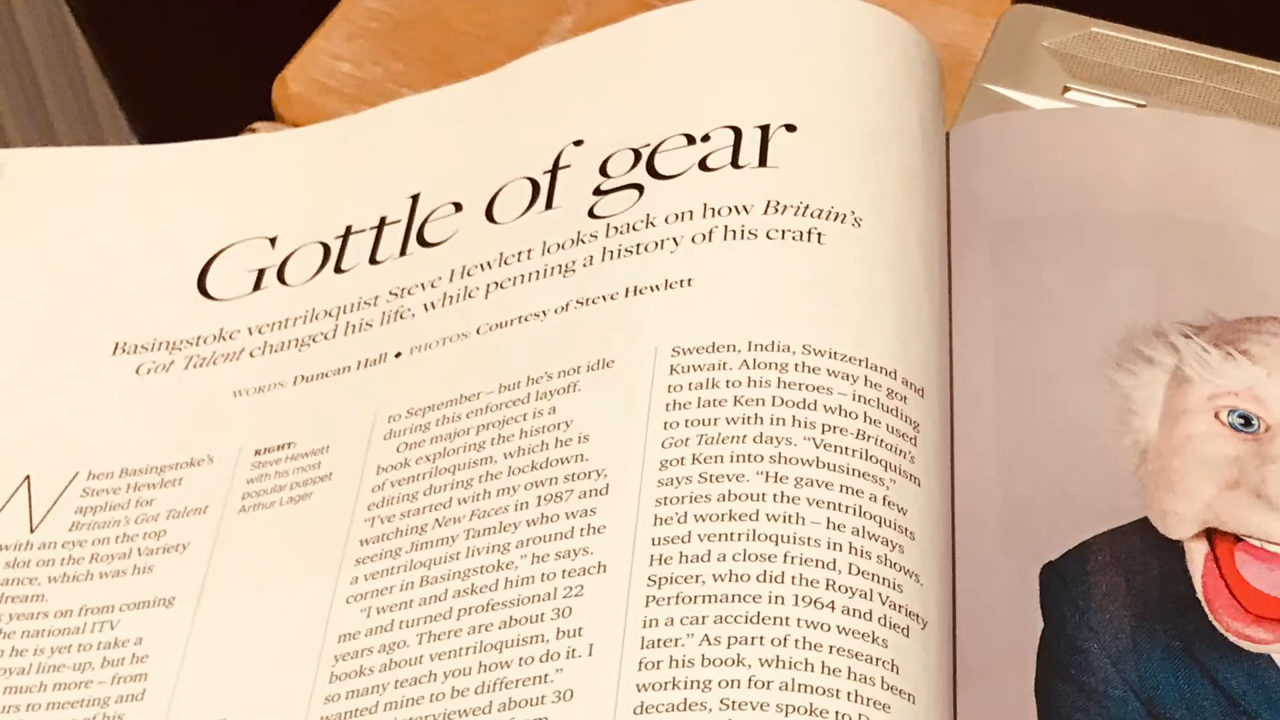 Gottle of gear
Basingstoke ventriloquist Steve Hewlett looks back on how Britain's
Got Talent changed his life, while penning a history of his craft
WORDS: Duncan Hall ◆ PHOTOS: Courtesy of Steve Hewlett
When Basingstoke's
Steve Hewlett
applied for
Britain's Got Talent
with an eye on the top
slot on the Royal Variety
which was his
years on from coming
national ITV
he is yet to take a
line-up, but he
much more – from
to meeting and
of his
RIGHT:
Steve Hewlett
with his most
popular puppet
Arthur Lager
to September – but he's not idle
during this enforced layoff.
One major project is a
book exploring the history
of ventriloquism, which he is
editing during the lockdown.
"I've started with my own story,
watching New Faces in 1987 and
seeing Jimmy Tamley who was
a ventriloquist living around the
corner in Basingstoke," he says.
"I went and asked him to teach
me and turned professional 22
years ago. There are about 30
books about ventriloquism, but
so many teach you how to do it. I
wanted mine to be different."
about 30
Sweden, India, Switzerland and
Kuwait. Along the way he got
to talk to his heroes – including
the late Ken Dodd who he used
to tour with in his pre-Britain's
Got Talent days. "Ventriloquism
got Ken into showbusiness,"
says Steve. "He gave me a few
stories about the ventriloquists
he'd worked with – he always
used ventriloquists in his shows.
He had a close friend, Dennis
Spicer, who did the Royal Variety
Performance in 1964 and died
in a car accident two weeks
later." As part of the research
for his book, which he has been
working on for almost three
decades, Steve spoke to